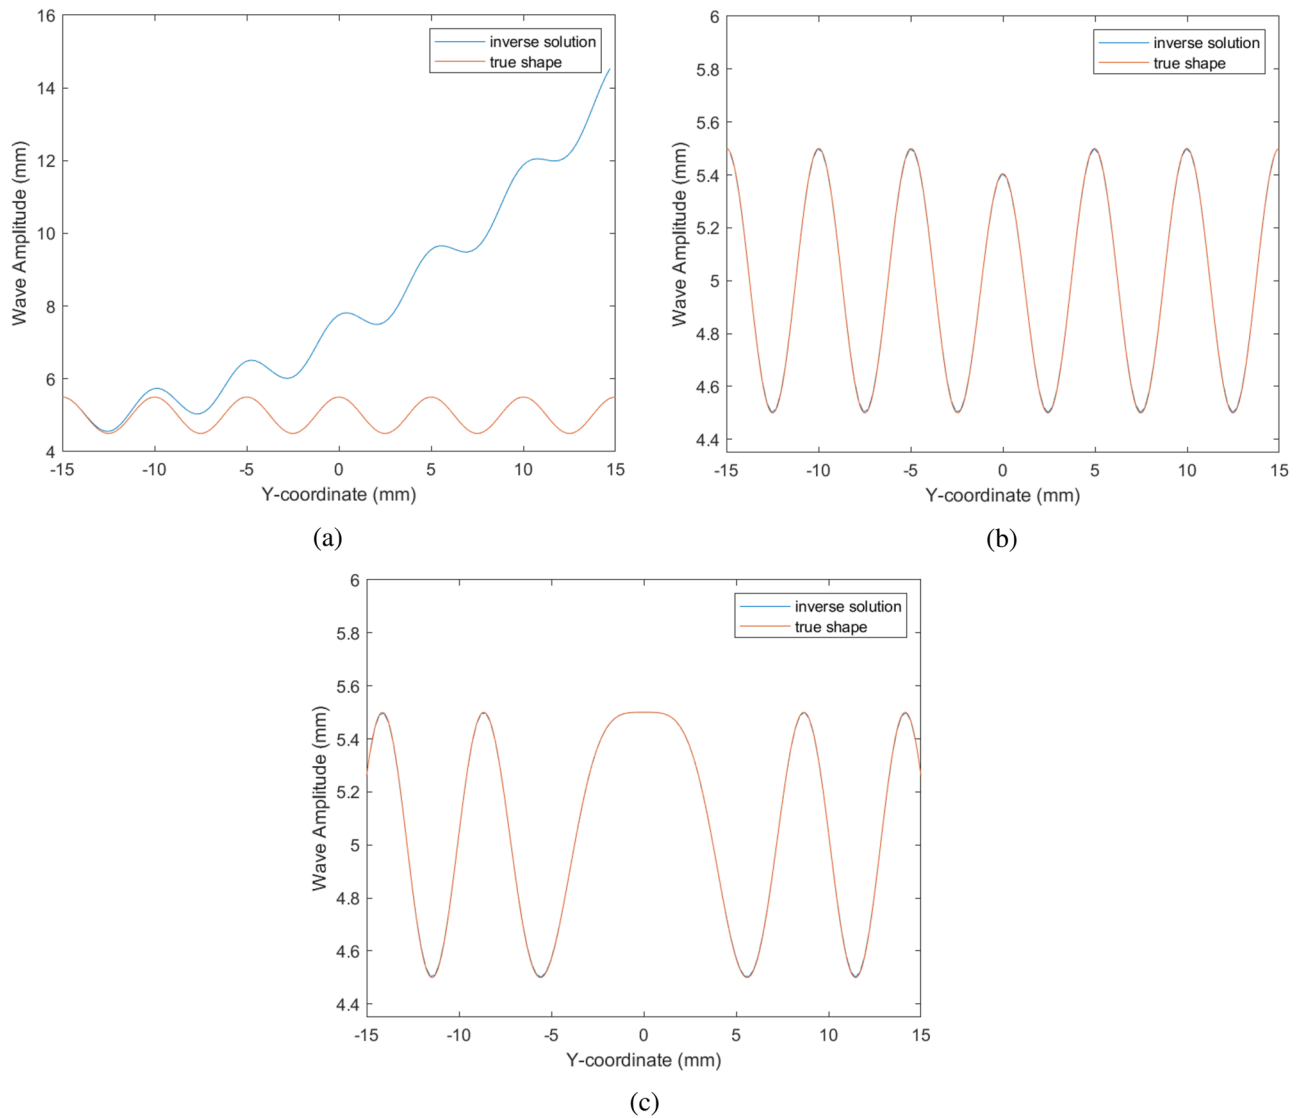 16
14
12
10
8
6
4
Wave Amplitude (mm)
inverse solution
true shape
-15 -10 -5 0 5 10 15
Y-coordinate (mm)
(a)
6
5.8
5.6
5.4
5.2
5
4.8
4.6
4.4
Wave Amplitude (mm)
inverse solution
true shape
-15 -10 -5 0 5 10 15
Y-coordinate (mm)
(b)
6
5.8
5.6
5.4
5.2
5
4.8
4.6
4.4
Wave Amplitude (mm)
inverse solution
true shape
-15 -10 -5 0 5 10 15
Y-coordinate (mm)
(c)